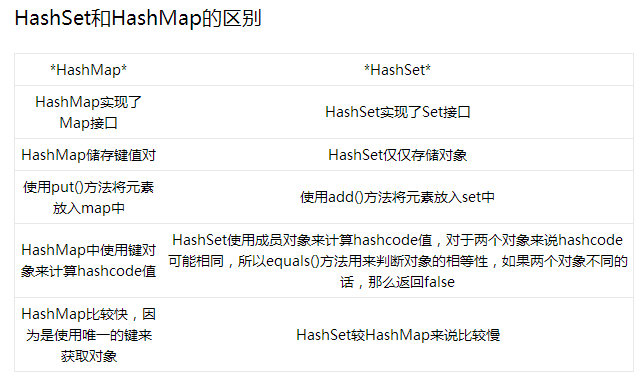 HashSet和HashMap的区别
*HashMap*
*HashSet*
HashMap实现了
Map接口
HashSet实现了Set接口
HashMap储存键值对
HashSet仅仅存储对象
使用put()方法将元素
放入map中
使用add()方法将元素放入set中
HashMap中使用键对
象来计算hashcode值
HashSet使用成员对象来计算hashcode值，对于两个对象来说hashcode
可能相同，所以equals()方法用来判断对象的相等性，如果两个对象不同的
话，那么返回false
HashMap比较快，因
为是使用唯一的键来
获取对象
HashSet较HashMap来说比较慢